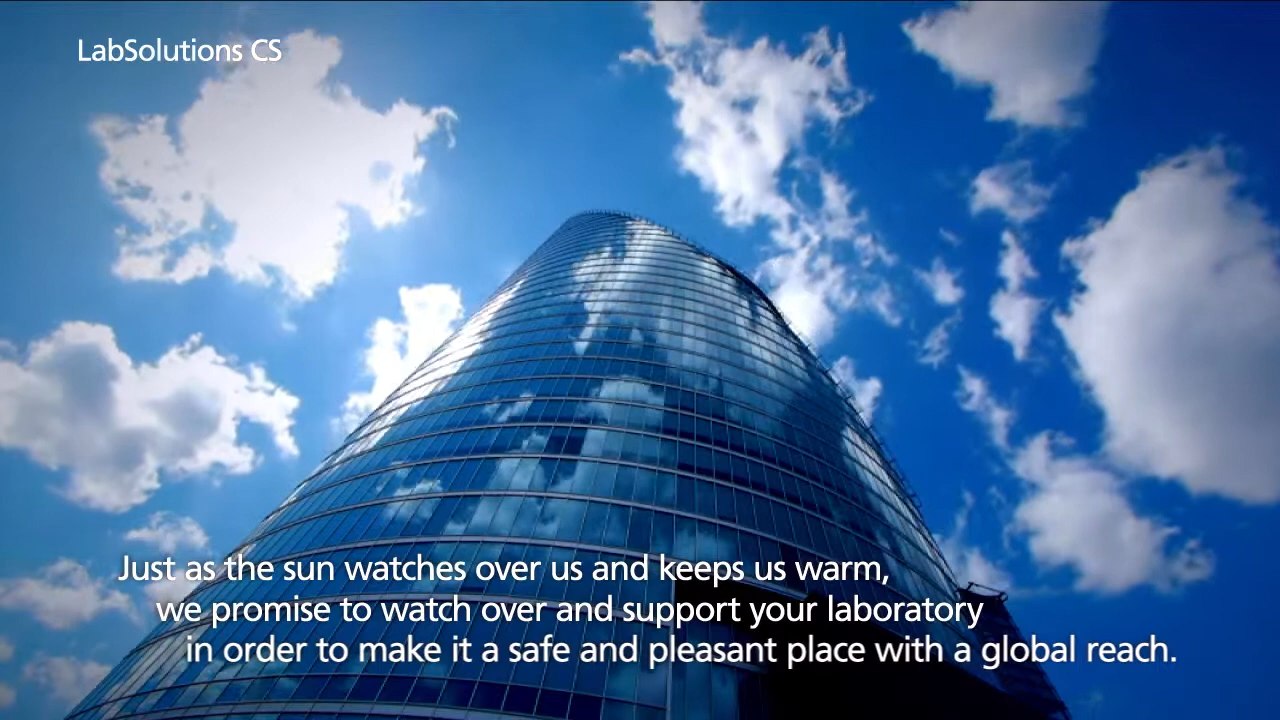 LabSolutions CS
Just as the sun watches over us and keeps us warm,
we promise to watch over and support your laboratory
in order to make it a safe and pleasant place with a global reach.